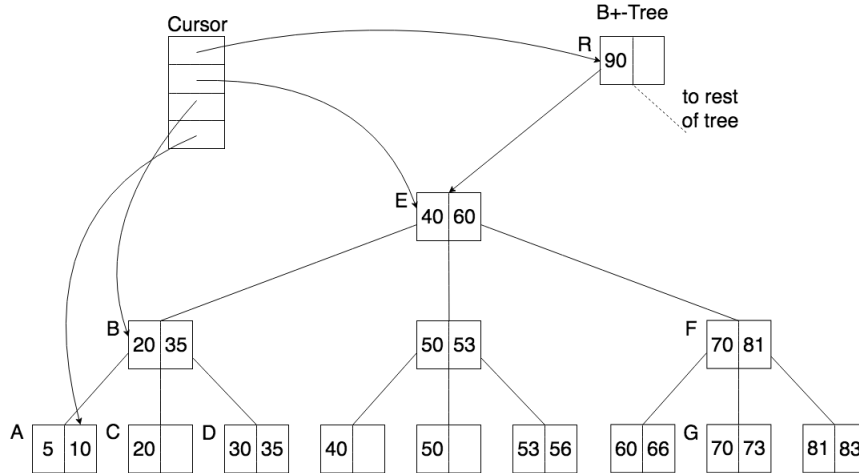 Cursor
B+-Tree
R
90
to rest
of tree
E
40 60
B
20 35
50 53
F
70 81
A
5 10
C
20
D
30 35
40
50
53 56
60 66
G
70 73
81 83